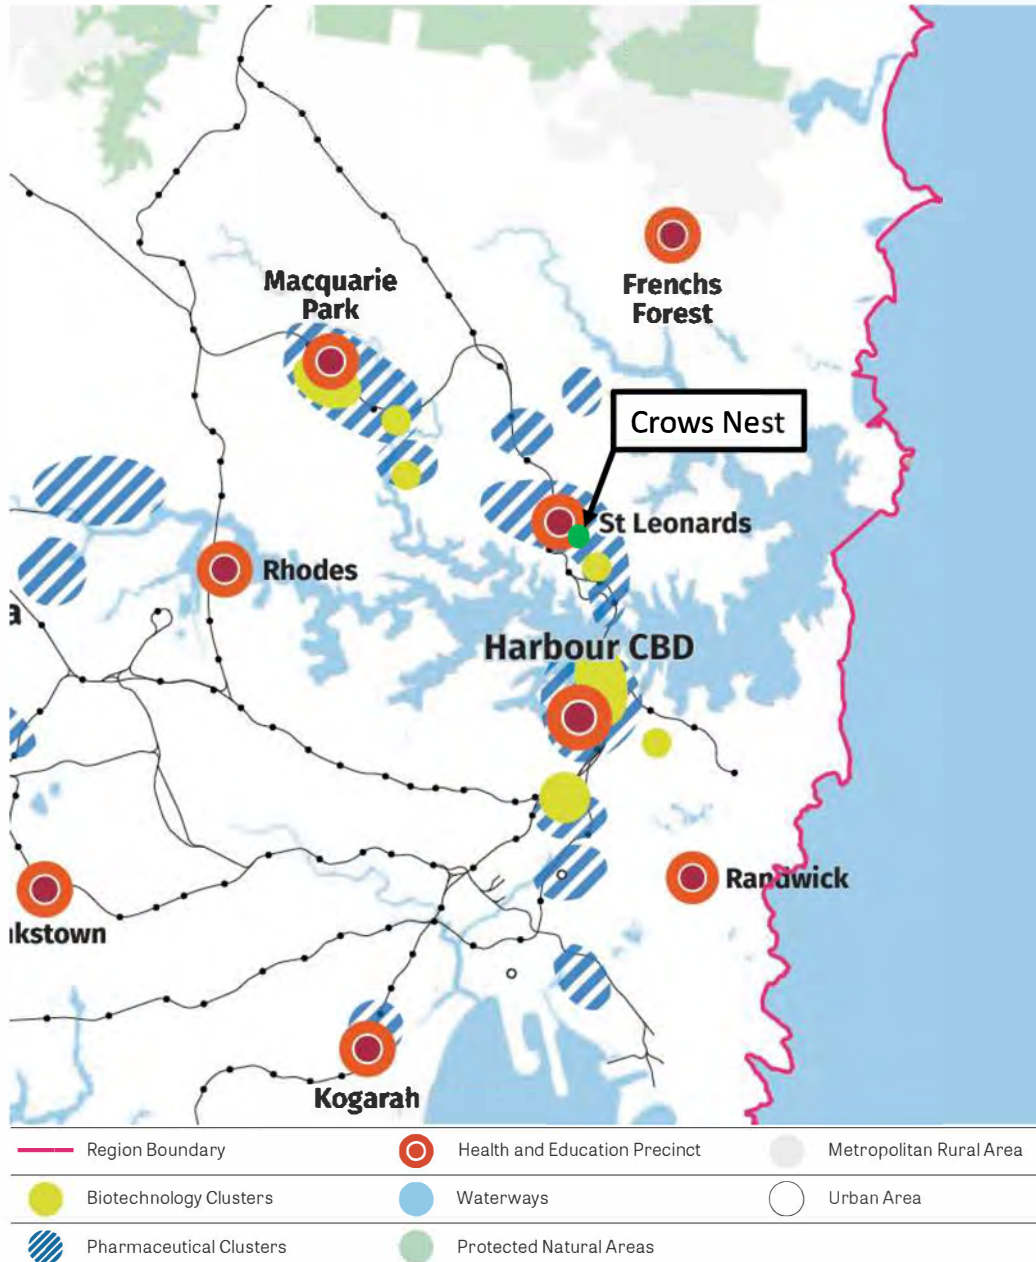 Macquarie
Park
Frenchs
Forest
Crows Nest
St Leonards
Rhodes
a
Harbour CBD
Randwick
nkstown
Kogarah
Region Boundary
Health and Education Precinct
Metropolitan Rural Area
Biotechnology Clusters
Waterways
Urban Area
Pharmaceutical Clusters
Protected Natural Areas